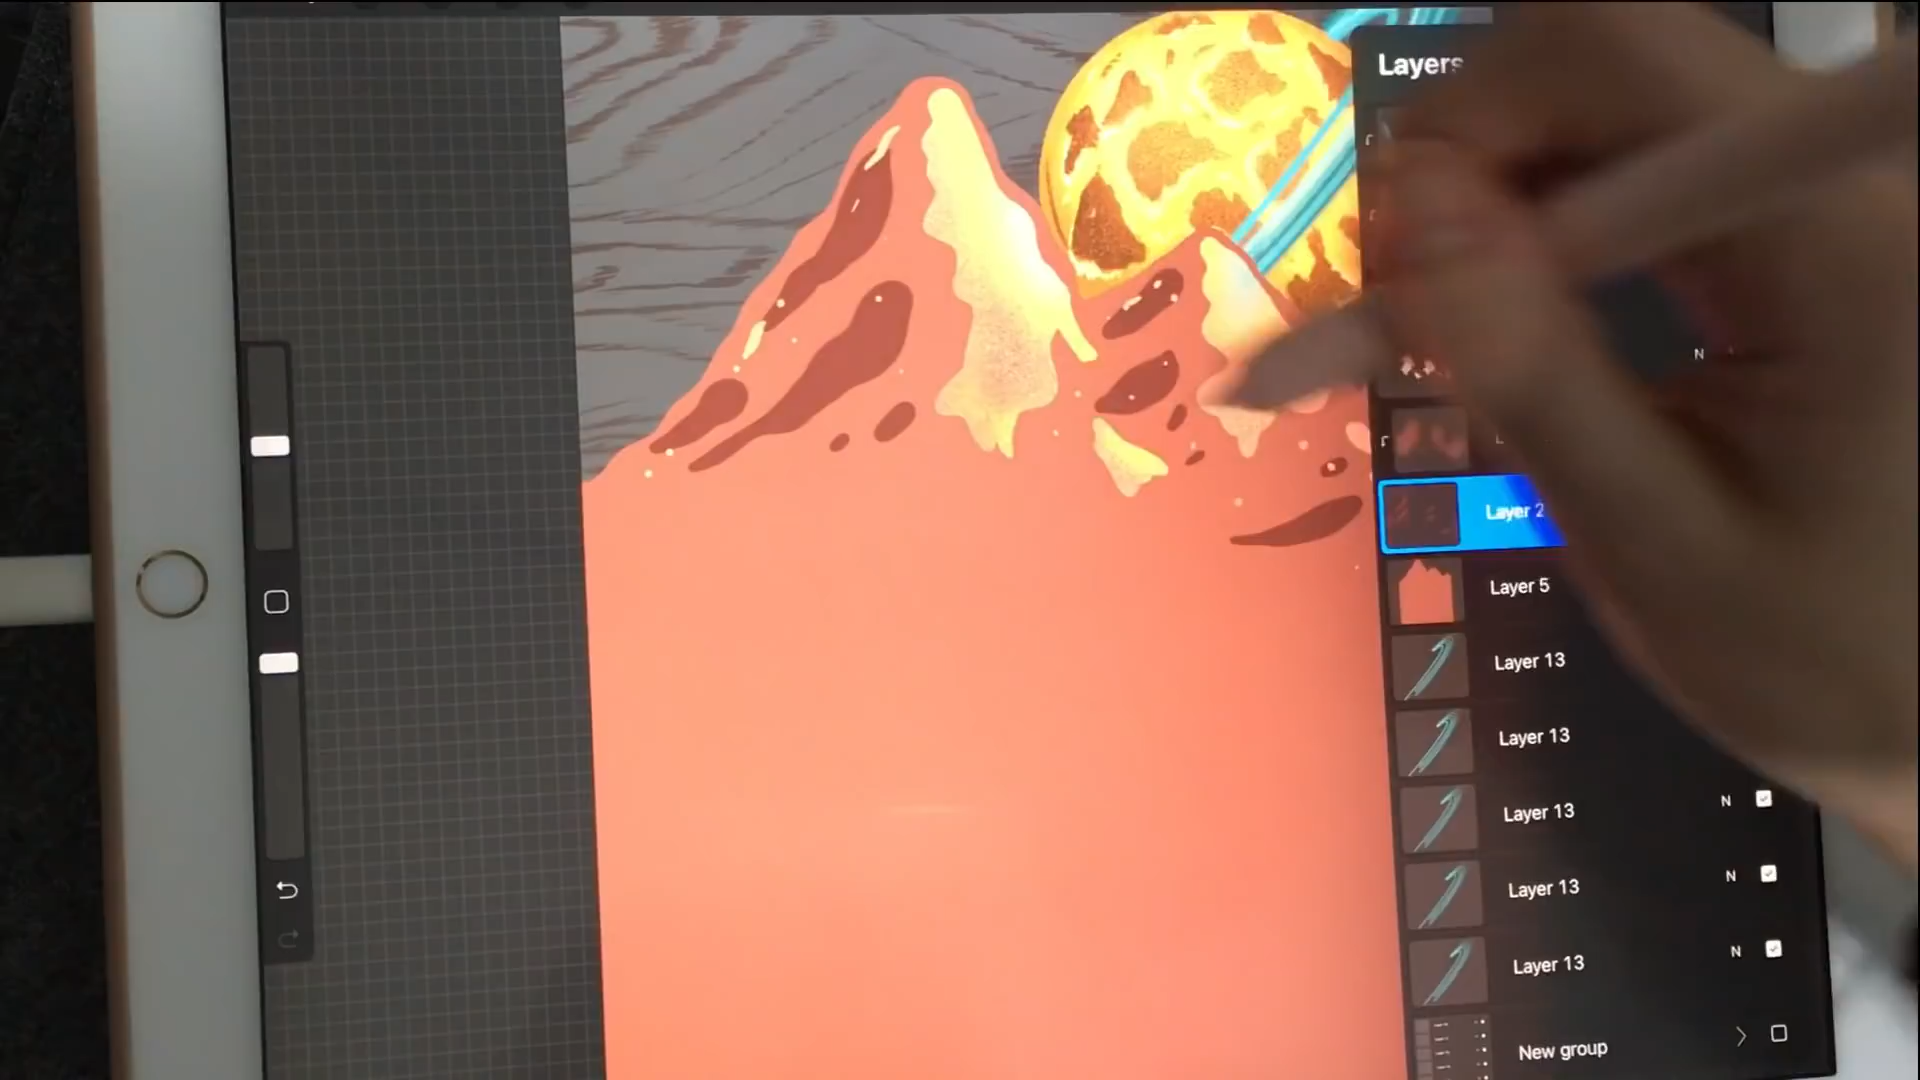 Layers
N
Layer 2
Layer 5
Layer 13
Layer 13
Layer 13 N
Layer 13 N
Layer 13 N
New group